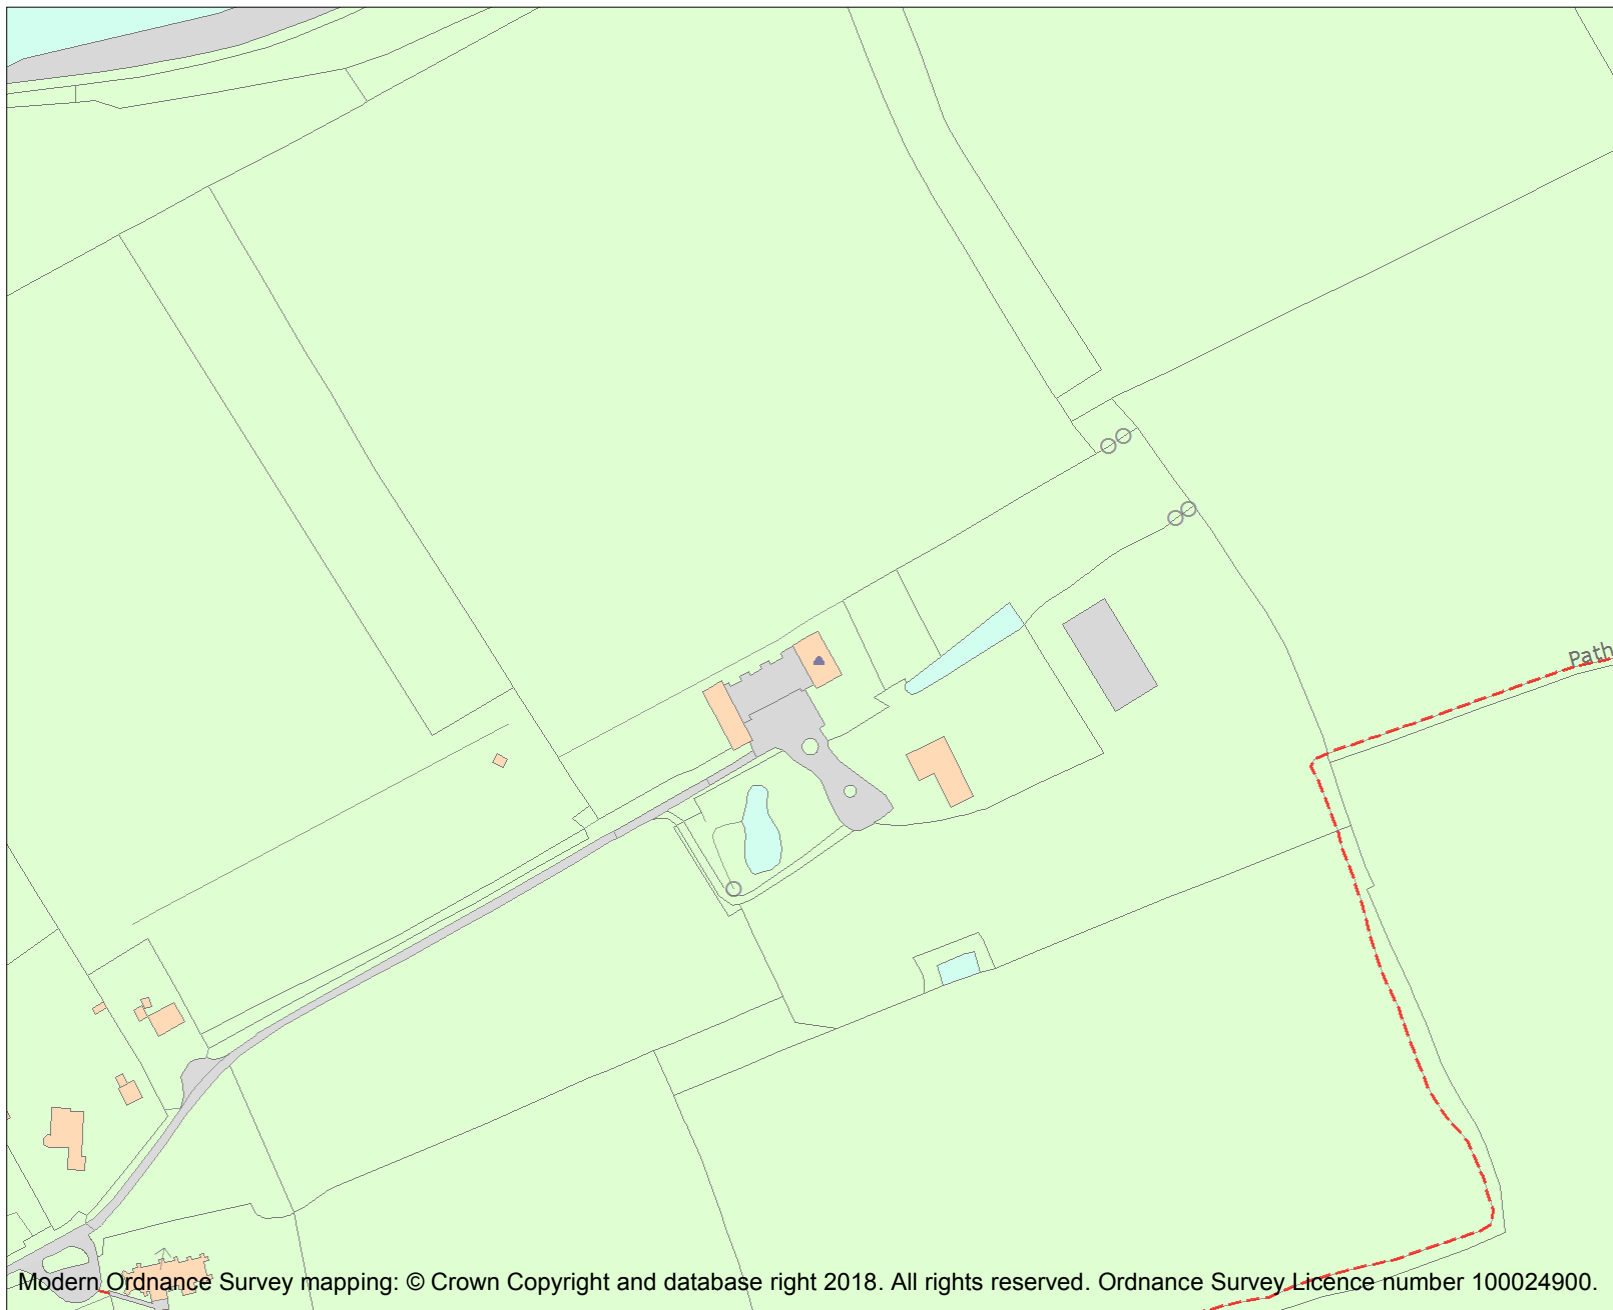 Path
Modern Ordnance Survey mapping: © Crown Copyright and database right 2018. All rights reserved. Ordnance Survey Licence number 100024900.